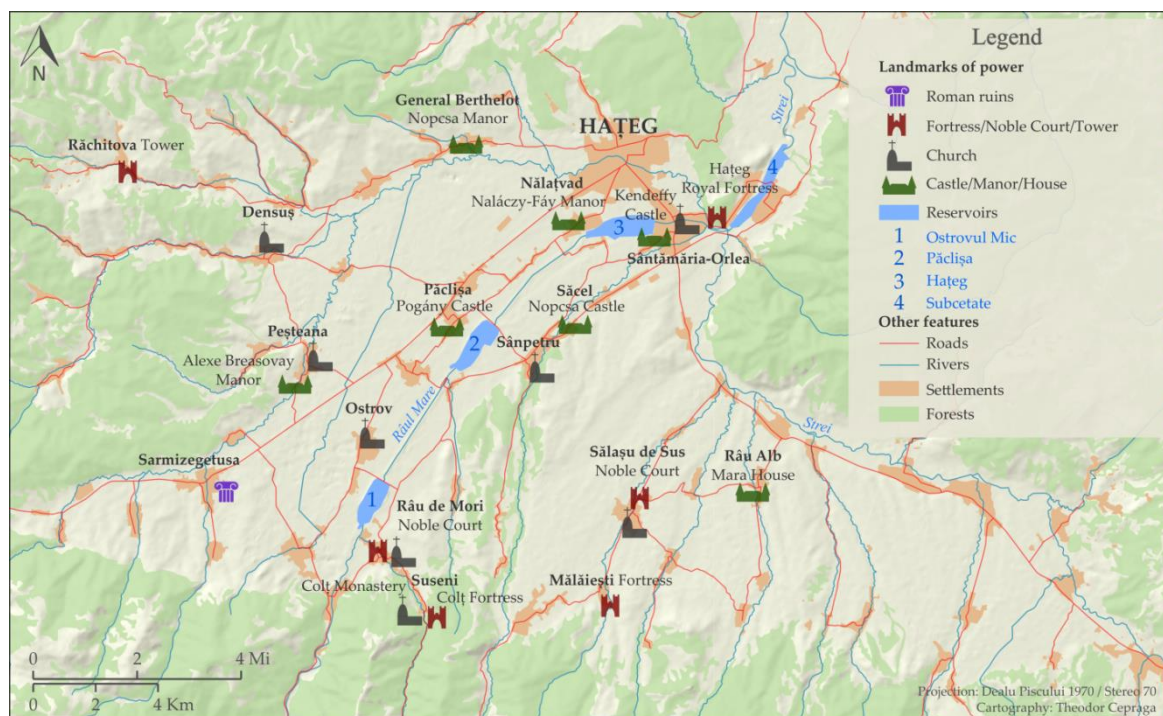 N
Legend
Landmarks of power
Roman ruins
Fortress/Noble Court/Tower
Church
Castle/Manor/House
Reservoirs
1 Ostrovul Mic
2 Păclișa
3 Hațeg
4 Subcetate
Other features
Roads
Rivers
Settlements
Forests
General Berthelot
Nopcsa Manor
HAȚEG
Strei
Răchitova Tower
4
Hațeg
Royal Fortress
Nălațvad
Naláczy-Fáy Manor
Kendeffy
Castle
Densuș
3
Sântămăria-Orlea
Păclișa
Pogány Castle
Săcel
Nopcsa Castle
Peșteana
2
Sânpetru
Alexe Breasovay
Manor
Râul Mare
Ostrov
Strei
Sarmizegetusa
Sălașu de Sus
Noble Court
Râu Alb
Mara House
1
Râu de Mori
Noble Court
Colț Monastery
Suseni
Colț Fortress
Mălăiești Fortress
0 2 4 Mi
0 2 4 Km
Projection: Dealu Piscului 1970 / Stereo 70
Cartography: Theodor Cepraga